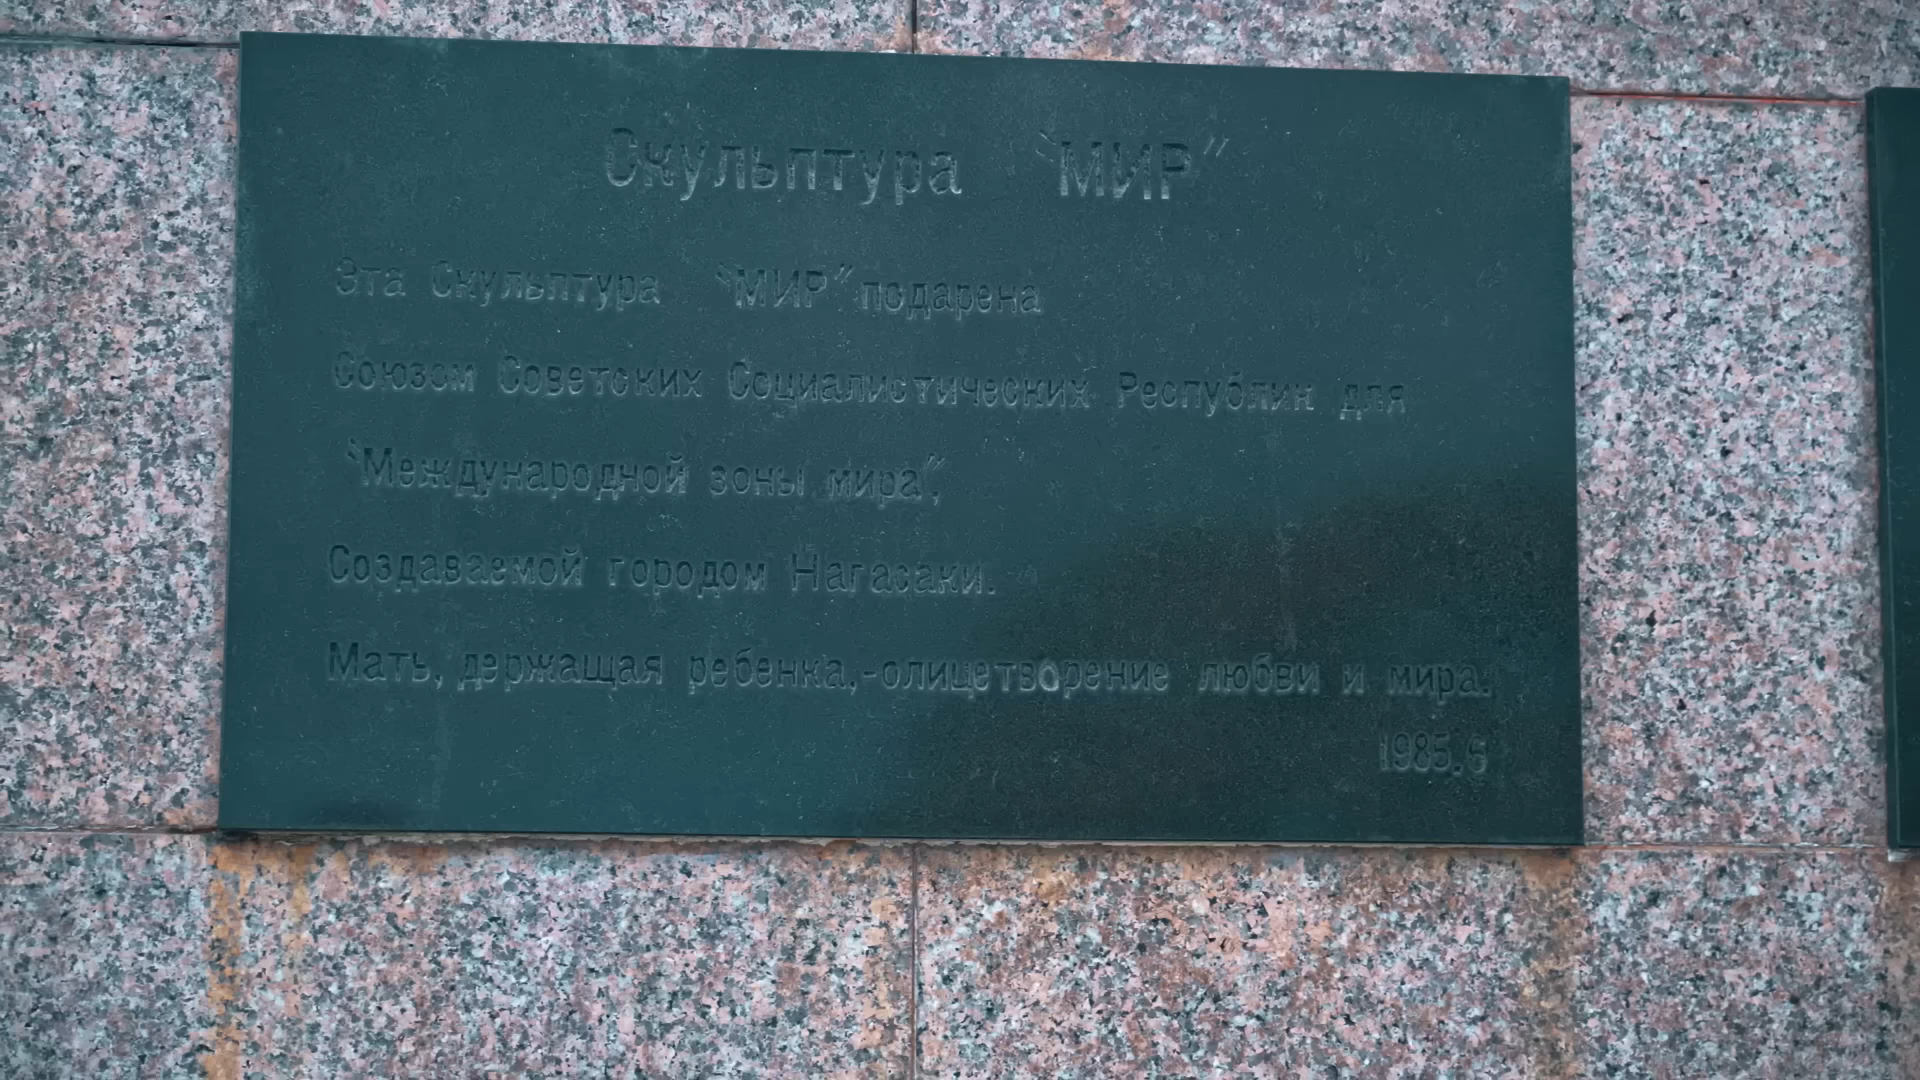 Скульптура “МИР”
Эта Скульптура “МИР” подарена
Союзом Советских Социалистических Республик для
“Международной зоны мира”,
Создаваемой городом Нагасаки.
Мать, держащая ребенка,-олицетворение любви и мира.
1985.6